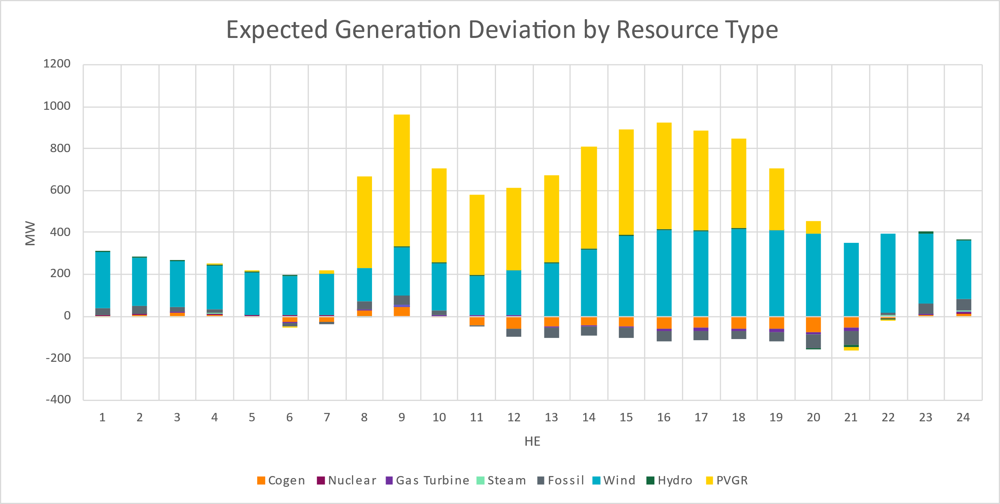 Expected Generation Deviation by Resource Type
1200
1000
800
600
400
200
0
-200
-400
MW
1 2 3 4 5 6 7 8 9 10 11 12 13 14 15 16 17 18 19 20 21 22 23 24
HE
Cogen Nuclear Gas Turbine Steam Fossil Wind Hydro PVGR